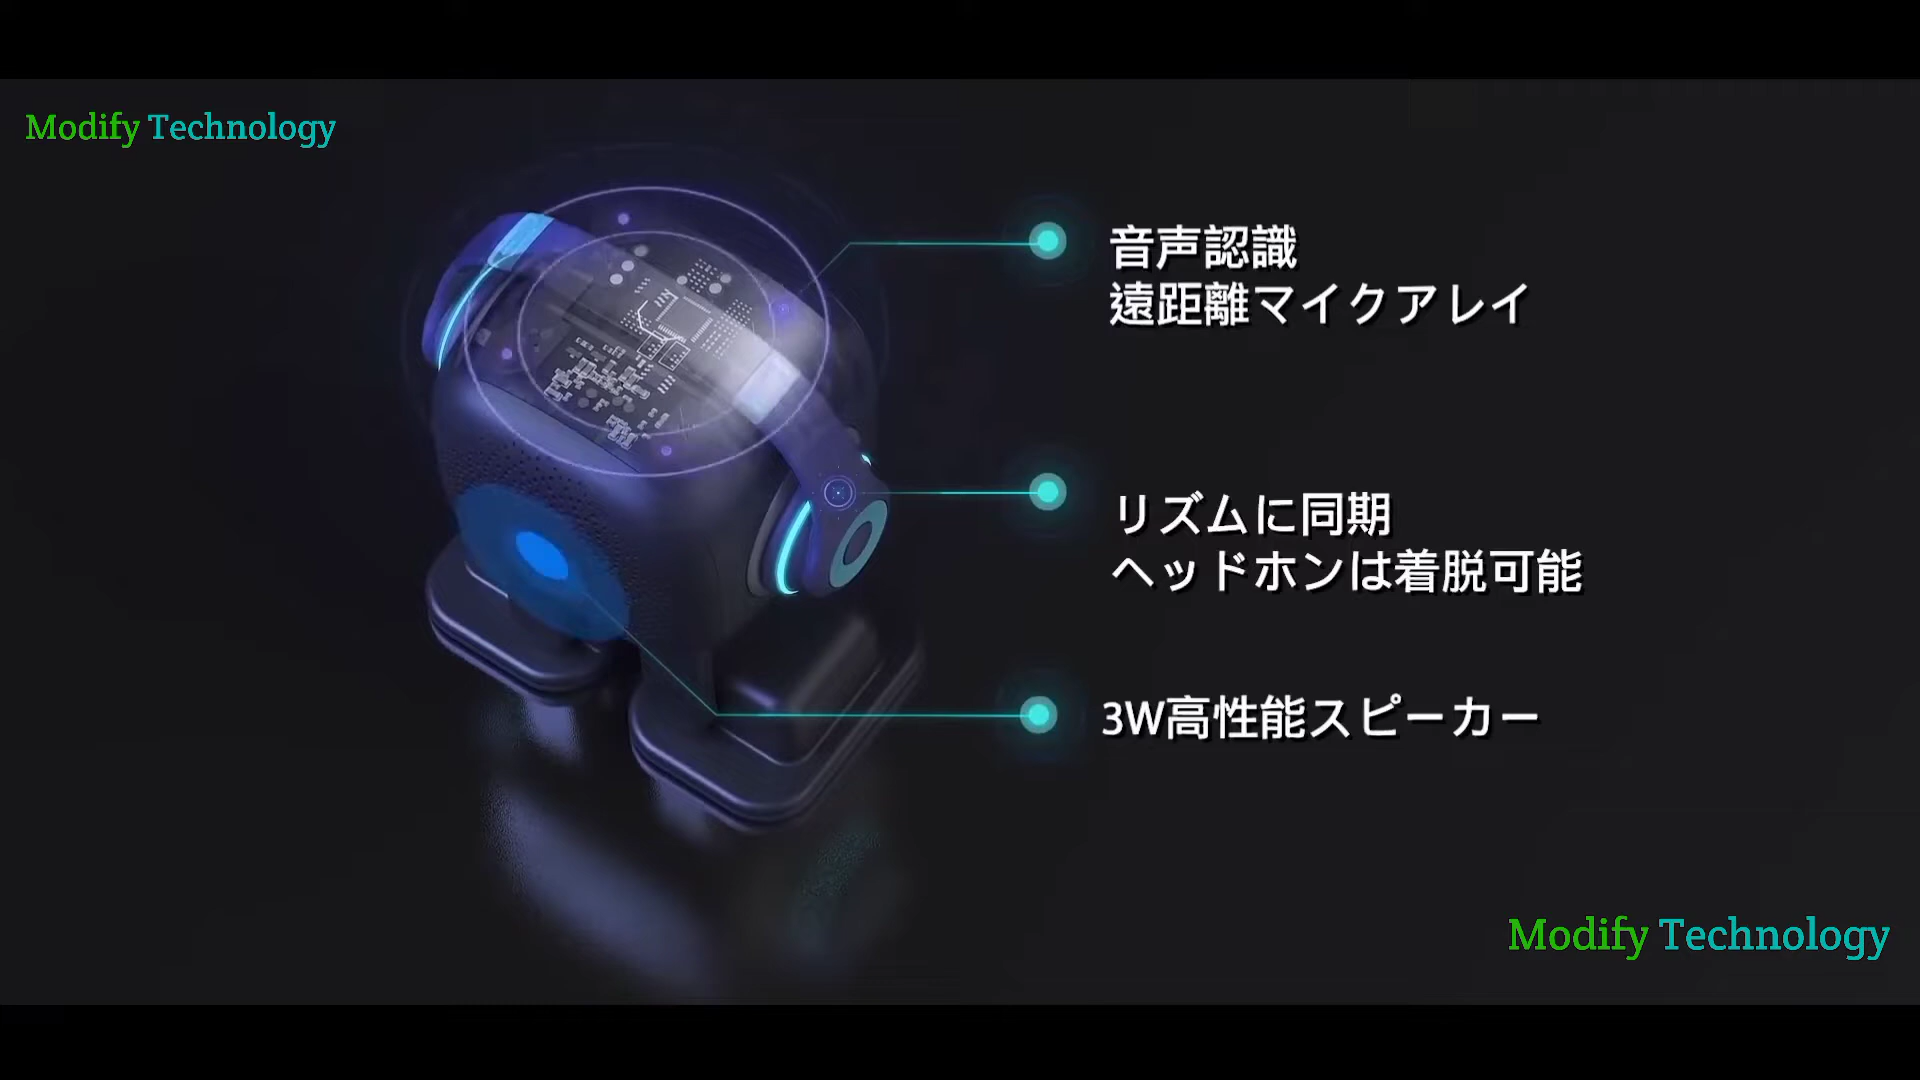 Modify Technology
音声認識
遠距離マイクアレイ
リズムに同期
ヘッドホンは着脱可能
3W高性能スピーカー
Modify Technology